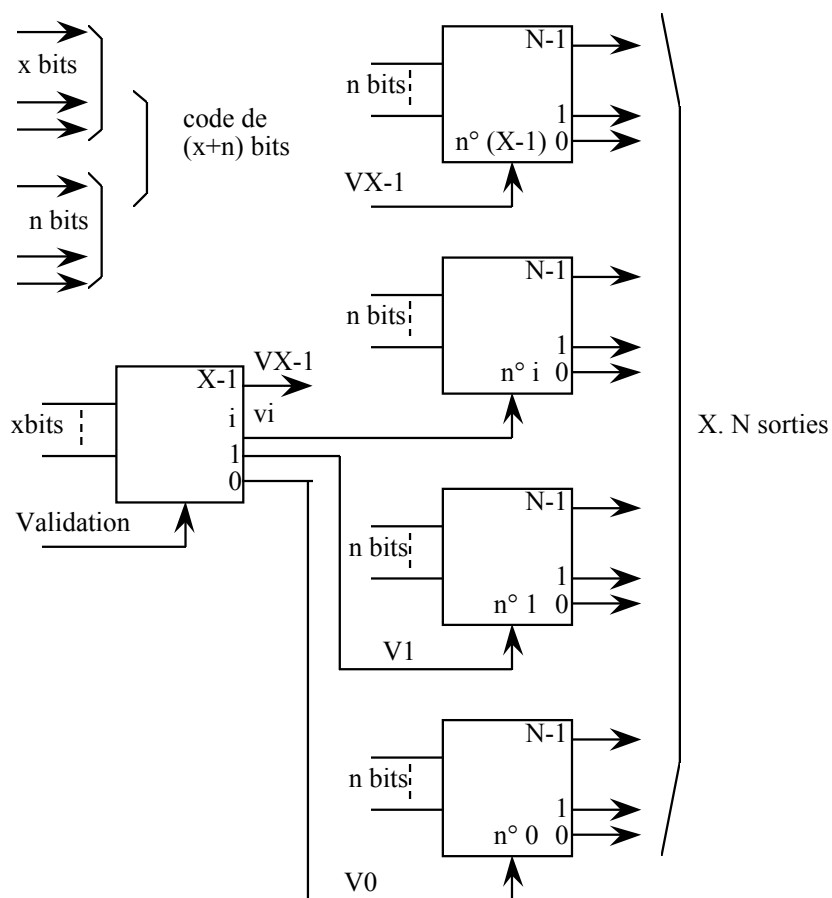 x bits
code de
(x+n) bits
n bits
N-1
n bits
1
n° (X-1) 0
VX-1
N-1
n bits
1
n° i 0
VX-1
X-1
vi
i
xbits
1
0
Validation
X. N sorties
N-1
n bits
1
n° 1 0
V1
N-1
n bits
1
n° 0 0
V0